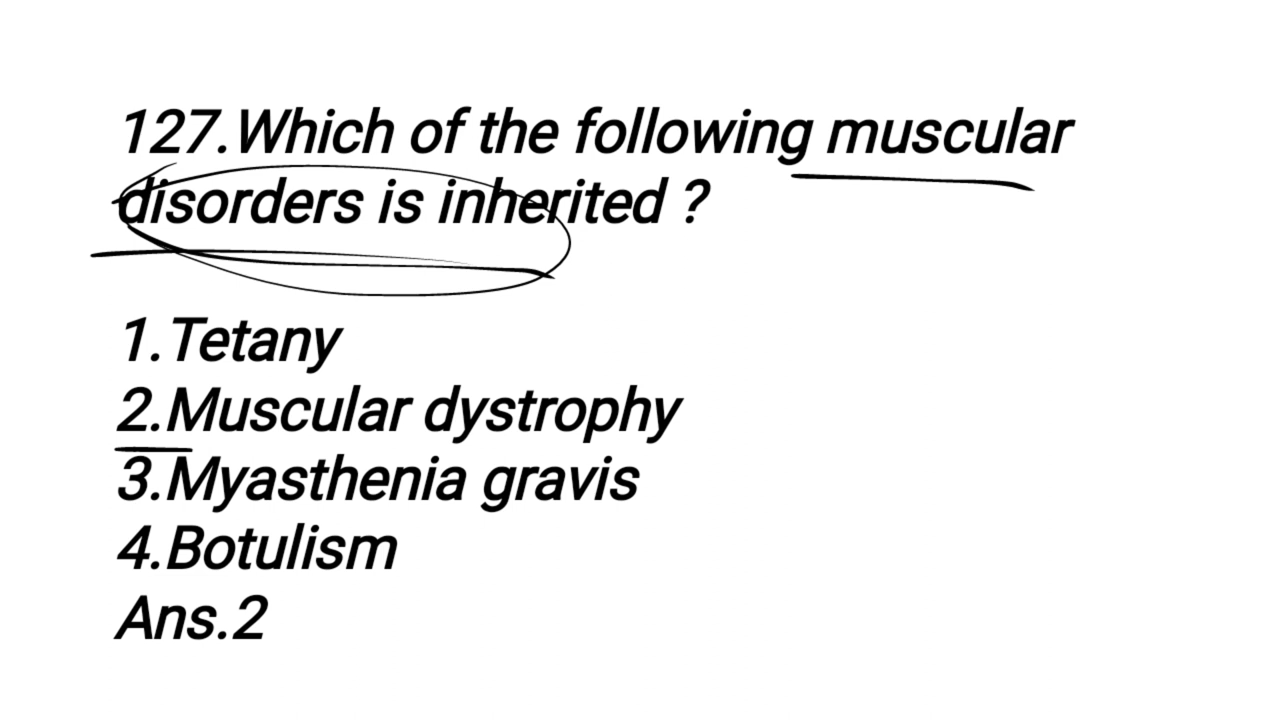 127.Which of the following muscular
disorders is inherited ?
1.Tetany
2.Muscular dystrophy
3.Myasthenia gravis
4.Botulism
Ans.2